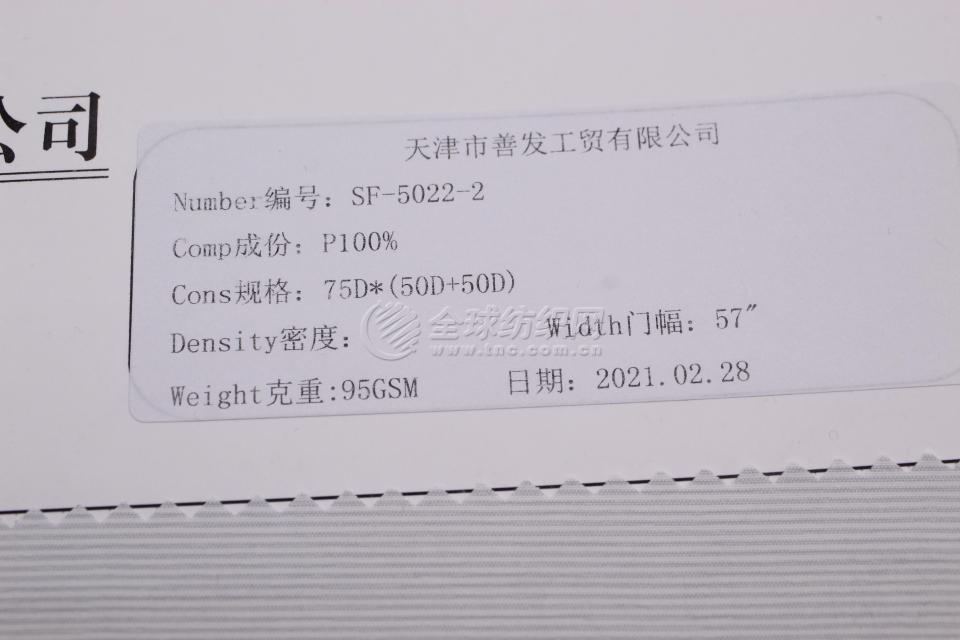 公司
天津市善发工贸有限公司
Number编号：SF-5022-2
Comp成份：P100%
Cons规格：75D*(50D+50D)
Density密度： Width门幅：57"
Weight克重:95GSM 日期：2021.02.28
全球纺织网
www.tnc.com.cn